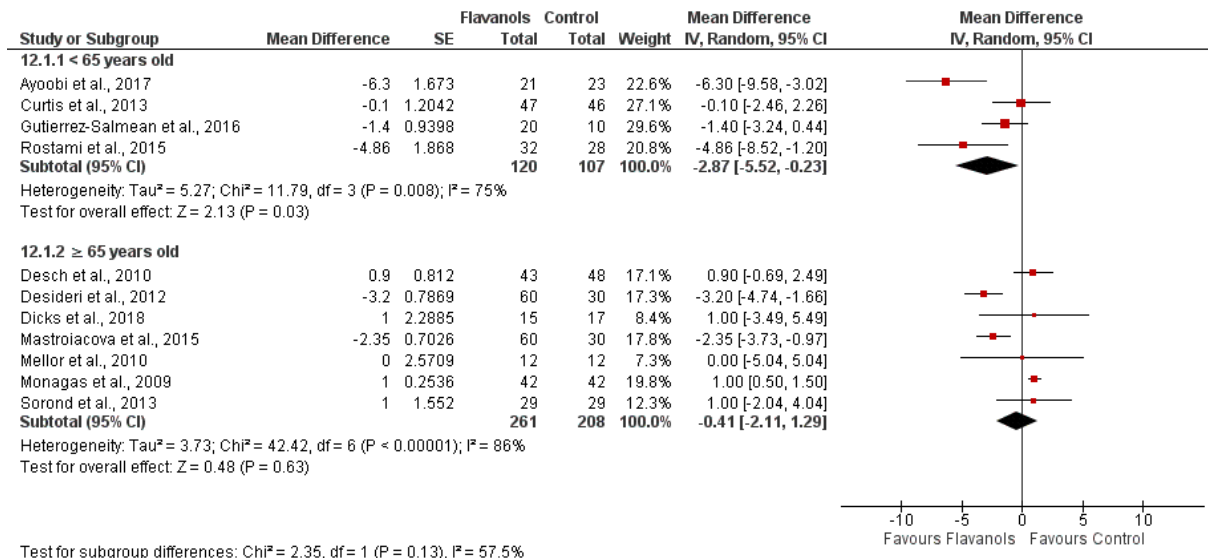 Flavanols Control Mean Difference Mean Difference
Study or Subgroup Mean Difference SE Total Total Weight IV, Random, 95% CI IV, Random, 95% CI
12.1.1 < 65 years old
Ayoobi et al., 2017 -6.3 1.673 21 23 22.6% -6.30 [-9.58, -3.02]
Curtis et al., 2013 -0.1 1.2042 47 46 27.1% -0.10 [-2.46, 2.26]
Gutierrez-Salmean et al., 2016 -1.4 0.9398 20 10 29.6% -1.40 [-3.24, 0.44]
Rostami et al., 2015 -4.86 1.868 32 28 20.8% -4.86 [-8.52, -1.20]
Subtotal (95% CI) 120 107 100.0% -2.87 [-5.52, -0.23]
Heterogeneity: Tau² = 5.27; Chi² = 11.79, df = 3 (P = 0.008); I² = 75%
Test for overall effect: Z = 2.13 (P = 0.03)
12.1.2 ≥ 65 years old
Desch et al., 2010 0.9 0.812 43 48 17.1% 0.90 [-0.69, 2.49]
Desideri et al., 2012 -3.2 0.7869 60 30 17.3% -3.20 [-4.74, -1.66]
Dicks et al., 2018 1 2.2885 15 17 8.4% 1.00 [-3.49, 5.49]
Mastroiacova et al., 2015 -2.35 0.7026 60 30 17.8% -2.35 [-3.73, -0.97]
Mellor et al., 2010 0 2.5709 12 12 7.3% 0.00 [-5.04, 5.04]
Monagas et al., 2009 1 0.2536 42 42 19.8% 1.00 [0.50, 1.50]
Sorond et al., 2013 1 1.552 29 29 12.3% 1.00 [-2.04, 4.04]
Subtotal (95% CI) 261 208 100.0% -0.41 [-2.11, 1.29]
Heterogeneity: Tau² = 3.73; Chi² = 42.42, df = 6 (P < 0.00001); I² = 86%
Test for overall effect: Z = 0.48 (P = 0.63)
-10 -5 0 5 10
Favours Flavanols Favours Control
Test for subgroup differences: Chi² = 2.35, df = 1 (P = 0.13), I² = 57.5%